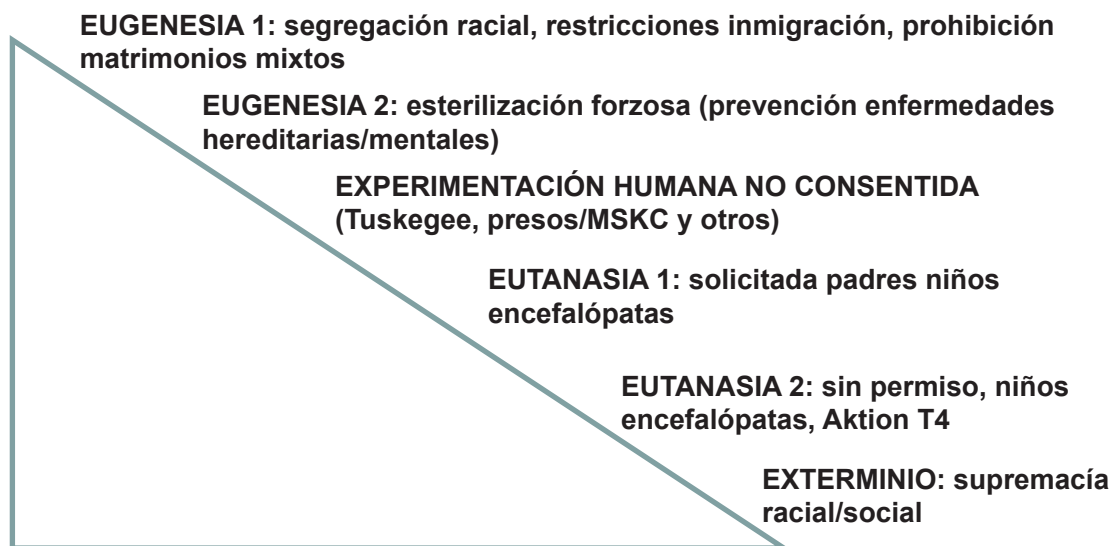 EUGENESIA 1: segregación racial, restricciones inmigración, prohibición
matrimonios mixtos
EUGENESIA 2: esterilización forzosa (prevención enfermedades
hereditarias/mentales)
EXPERIMENTACIÓN HUMANA NO CONSENTIDA
(Tuskegee, presos/MSKC y otros)
EUTANASIA 1: solicitada padres niños
encefalópatas
EUTANASIA 2: sin permiso, niños
encefalópatas, Aktion T4
EXTERMINIO: supremacía
racial/social